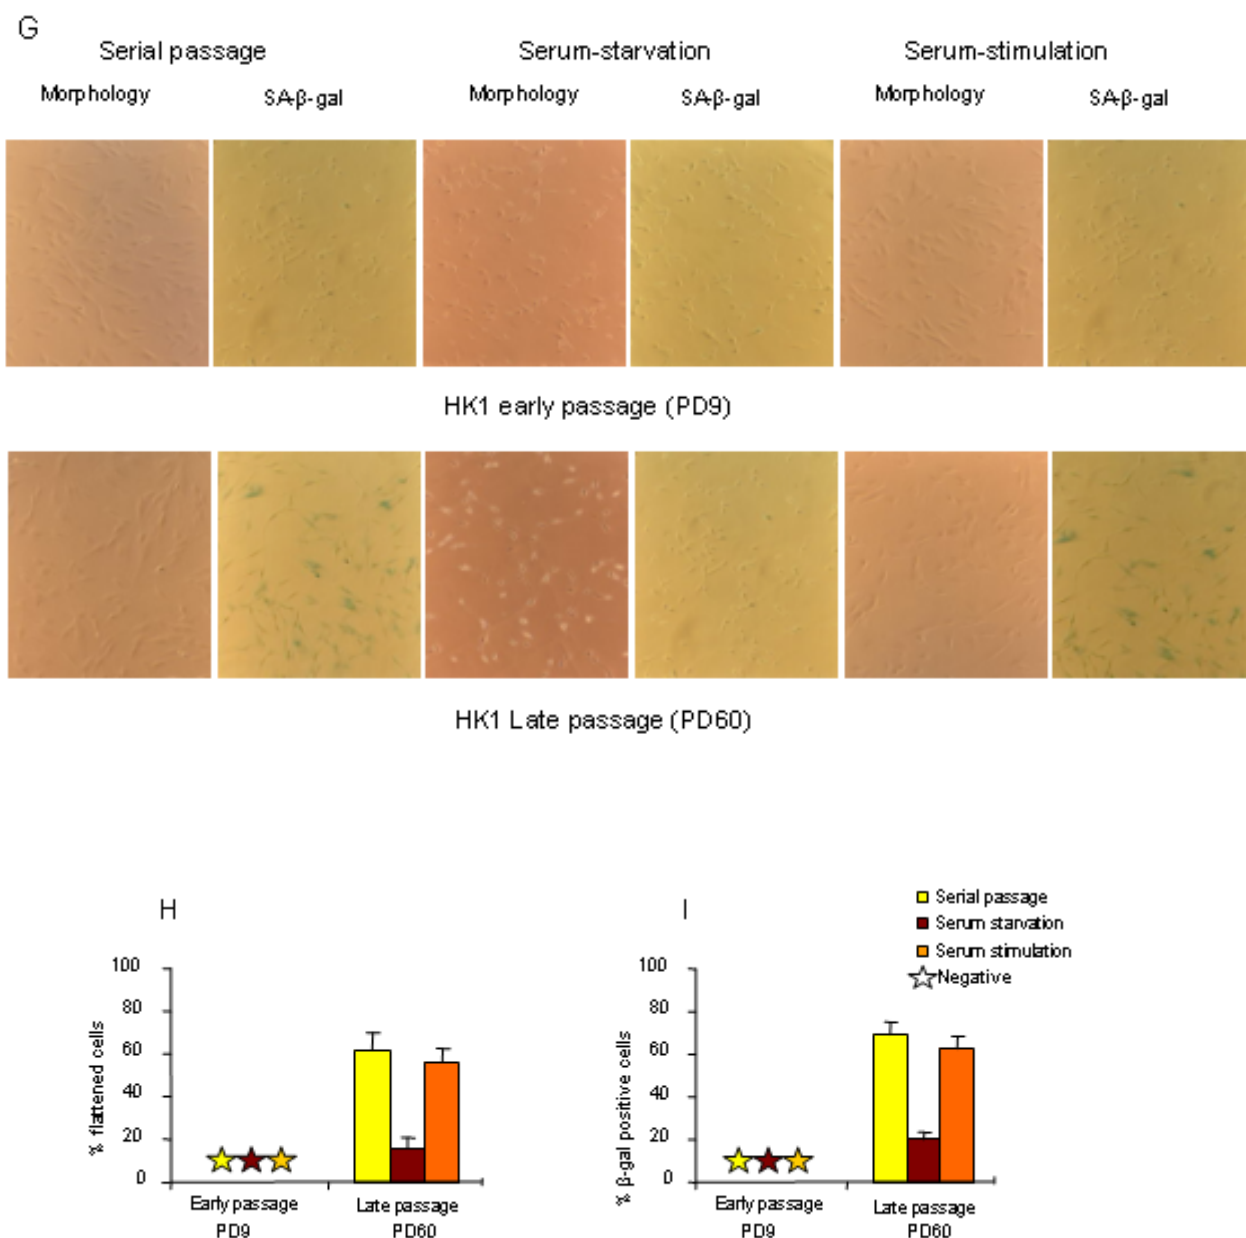 G
Serial passage Serum-starvation Serum-stimulation
Morphology SA-β-gal Morphology SA-β-gal Morphology SA-β-gal
HK1 early passage (PD9)
HK1 Late passage (PD60)
H
% flattened cells
100
80
60
40
20
0
Early passage Late passage
PD9 PD60
I
Serial passage
Serum starvation
Serum stimulation
Negative
% β-gal positive cells
100
80
60
40
20
0
Early passage Late passage
PD9 PD60